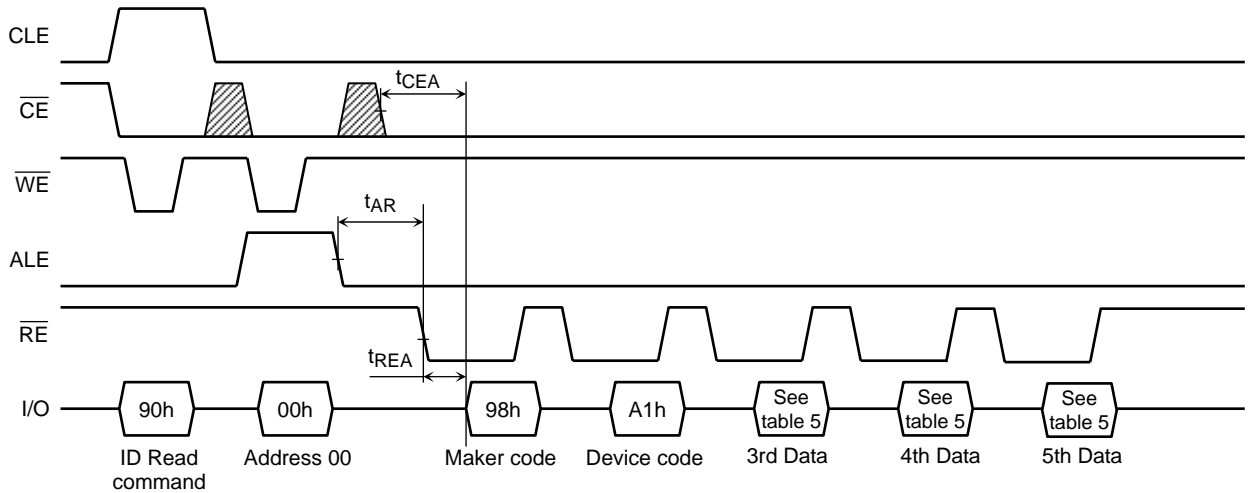 CLE
tCEA
CE
WE
tAR
ALE
RE
tREA
I/O
90h
00h
98h
A1h
See
table 5
See
table 5
See
table 5
ID Read
command
Address 00
Maker code
Device code
3rd Data
4th Data
5th Data